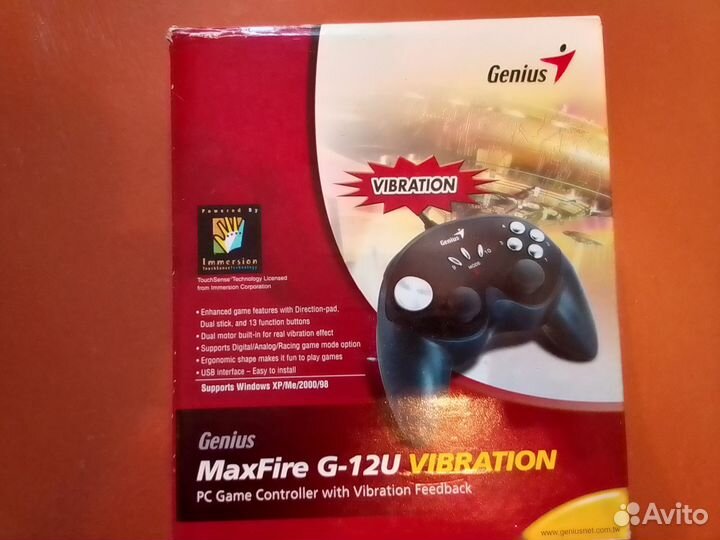 Genius
VIBRATION
Powered By
Immersion
TouchSense Technology
TouchSense™Technology Licensed
from Immersion Corporation
Genius
MODE
• Enhanced game features with Direction-pad,
Dual stick, and 13 function buttons
• Dual motor built-in for real vibration effect
• Supports Digital/Analog/Racing game mode option
• Ergonomic shape makes it fun to play games
• USB interface – Easy to install
Supports Windows XP/Me/2000/98
Genius
MaxFire G-12U VIBRATION
PC Game Controller with Vibration Feedback
www.geniusnet.com.tw
Avito